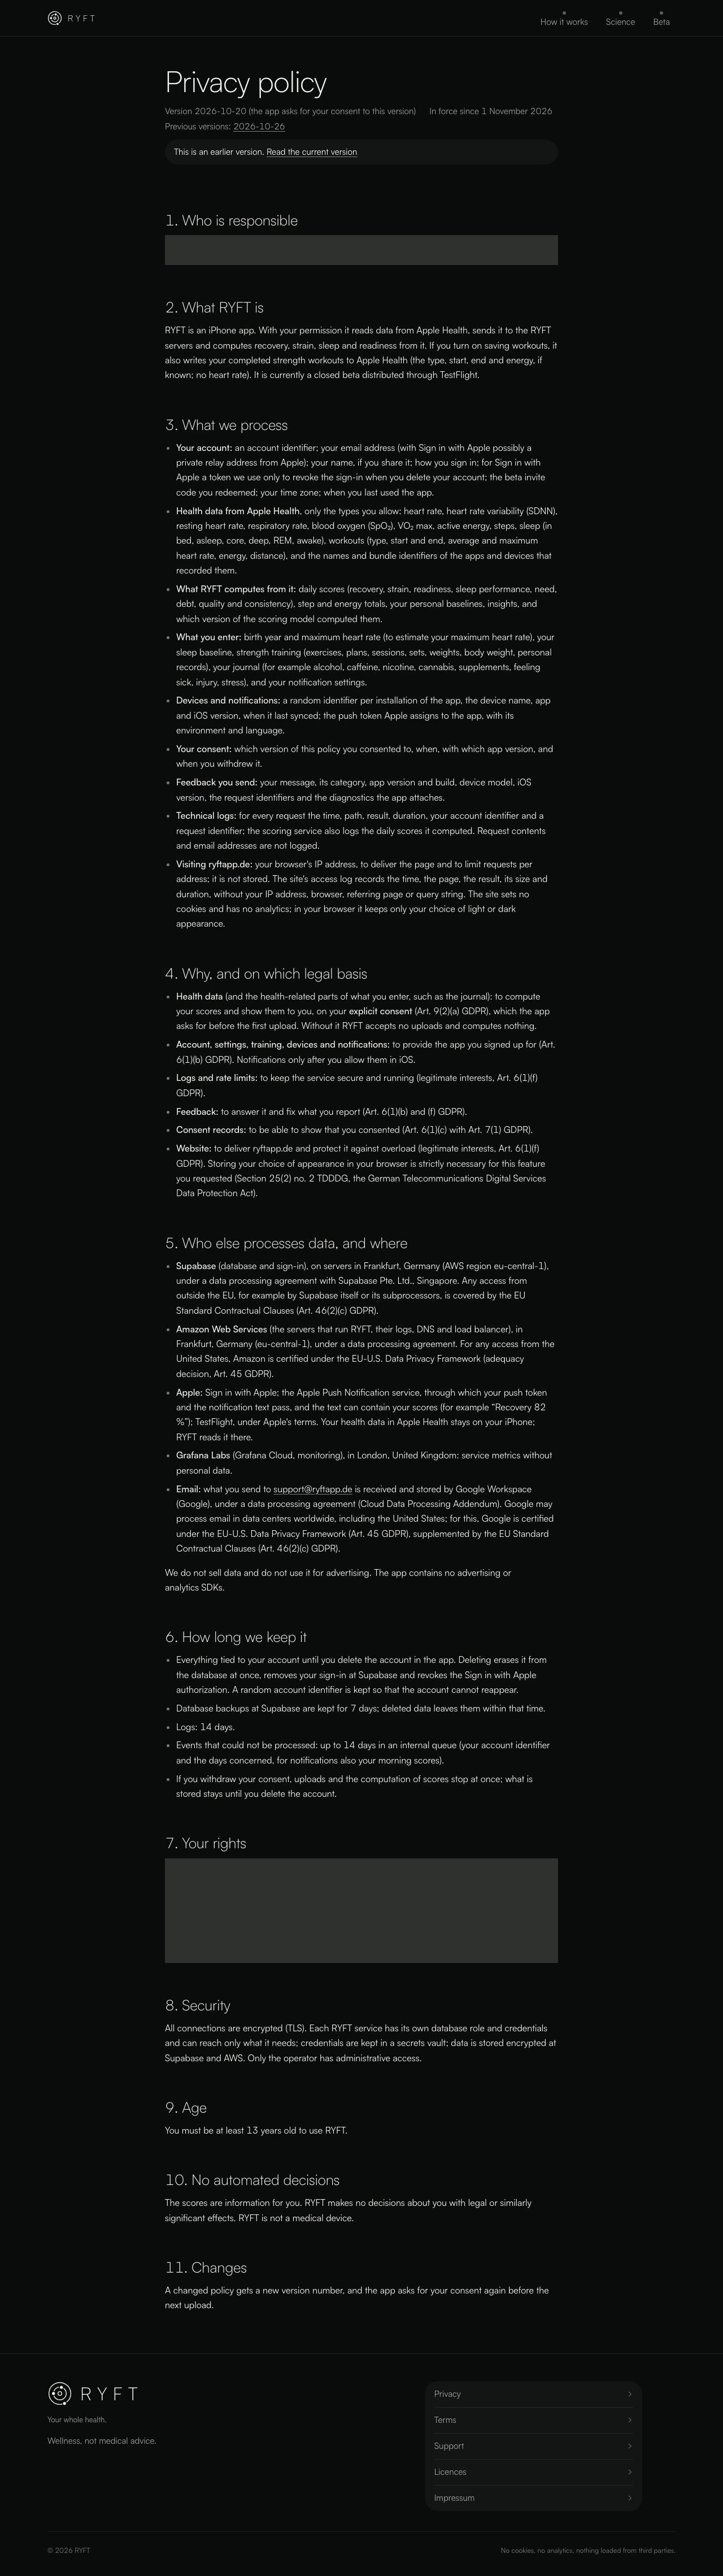 RYFT
How it works
Science
Beta
Privacy policy
Version 2026-10-20 (the app asks for your consent to this version) In force since 1 November 2026
Previous versions: 2026-10-26
This is an earlier version. Read the current version
1. Who is responsible
2. What RYFT is
RYFT is an iPhone app. With your permission it reads data from Apple Health, sends it to the RYFT
servers and computes recovery, strain, sleep and readiness from it. If you turn on saving workouts, it
also writes your completed strength workouts to Apple Health (the type, start, end and energy, if
known; no heart rate). It is currently a closed beta distributed through TestFlight.
3. What we process
Your account: an account identifier; your email address (with Sign in with Apple possibly a
private relay address from Apple); your name, if you share it; how you sign in; for Sign in with
Apple a token we use only to revoke the sign-in when you delete your account; the beta invite
code you redeemed; your time zone; when you last used the app.
Health data from Apple Health, only the types you allow: heart rate, heart rate variability (SDNN),
resting heart rate, respiratory rate, blood oxygen (SpO₂), VO₂ max, active energy, steps, sleep (in
bed, asleep, core, deep, REM, awake), workouts (type, start and end, average and maximum
heart rate, energy, distance), and the names and bundle identifiers of the apps and devices that
recorded them.
What RYFT computes from it: daily scores (recovery, strain, readiness, sleep performance, need,
debt, quality and consistency), step and energy totals, your personal baselines, insights, and
which version of the scoring model computed them.
What you enter: birth year and maximum heart rate (to estimate your maximum heart rate), your
sleep baseline, strength training (exercises, plans, sessions, sets, weights, body weight, personal
records), your journal (for example alcohol, caffeine, nicotine, cannabis, supplements, feeling
sick, injury, stress), and your notification settings.
Devices and notifications: a random identifier per installation of the app, the device name, app
and iOS version, when it last synced; the push token Apple assigns to the app, with its
environment and language.
Your consent: which version of this policy you consented to, when, with which app version, and
when you withdrew it.
Feedback you send: your message, its category, app version and build, device model, iOS
version, the request identifiers and the diagnostics the app attaches.
Technical logs: for every request the time, path, result, duration, your account identifier and a
request identifier; the scoring service also logs the daily scores it computed. Request contents
and email addresses are not logged.
Visiting ryftapp.de: your browser's IP address, to deliver the page and to limit requests per
address; it is not stored. The site's access log records the time, the page, the result, its size and
duration, without your IP address, browser, referring page or query string. The site sets no
cookies and has no analytics; in your browser it keeps only your choice of light or dark
appearance.
4. Why, and on which legal basis
Health data (and the health-related parts of what you enter, such as the journal): to compute
your scores and show them to you, on your explicit consent (Art. 9(2)(a) GDPR), which the app
asks for before the first upload. Without it RYFT accepts no uploads and computes nothing.
Account, settings, training, devices and notifications: to provide the app you signed up for (Art.
6(1)(b) GDPR). Notifications only after you allow them in iOS.
Logs and rate limits: to keep the service secure and running (legitimate interests, Art. 6(1)(f)
GDPR).
Feedback: to answer it and fix what you report (Art. 6(1)(b) and (f) GDPR).
Consent records: to be able to show that you consented (Art. 6(1)(c) with Art. 7(1) GDPR).
Website: to deliver ryftapp.de and protect it against overload (legitimate interests, Art. 6(1)(f)
GDPR). Storing your choice of appearance in your browser is strictly necessary for this feature
you requested (Section 25(2) no. 2 TDDDG, the German Telecommunications Digital Services
Data Protection Act).
5. Who else processes data, and where
Supabase (database and sign-in), on servers in Frankfurt, Germany (AWS region eu-central-1),
under a data processing agreement with Supabase Pte. Ltd., Singapore. Any access from
outside the EU, for example by Supabase itself or its subprocessors, is covered by the EU
Standard Contractual Clauses (Art. 46(2)(c) GDPR).
Amazon Web Services (the servers that run RYFT, their logs, DNS and load balancer), in
Frankfurt, Germany (eu-central-1), under a data processing agreement. For any access from the
United States, Amazon is certified under the EU-U.S. Data Privacy Framework (adequacy
decision, Art. 45 GDPR).
Apple: Sign in with Apple; the Apple Push Notification service, through which your push token
and the notification text pass, and the text can contain your scores (for example “Recovery 82
%”); TestFlight, under Apple's terms. Your health data in Apple Health stays on your iPhone;
RYFT reads it there.
Grafana Labs (Grafana Cloud, monitoring), in London, United Kingdom: service metrics without
personal data.
Email: what you send to support@ryftapp.de is received and stored by Google Workspace
(Google), under a data processing agreement (Cloud Data Processing Addendum). Google may
process email in data centers worldwide, including the United States; for this, Google is certified
under the EU-U.S. Data Privacy Framework (Art. 45 GDPR), supplemented by the EU Standard
Contractual Clauses (Art. 46(2)(c) GDPR).
We do not sell data and do not use it for advertising. The app contains no advertising or
analytics SDKs.
6. How long we keep it
Everything tied to your account until you delete the account in the app. Deleting erases it from
the database at once, removes your sign-in at Supabase and revokes the Sign in with Apple
authorization. A random account identifier is kept so that the account cannot reappear.
Database backups at Supabase are kept for 7 days; deleted data leaves them within that time.
Logs: 14 days.
Events that could not be processed: up to 14 days in an internal queue (your account identifier
and the days concerned, for notifications also your morning scores).
If you withdraw your consent, uploads and the computation of scores stop at once; what is
stored stays until you delete the account.
7. Your rights
8. Security
All connections are encrypted (TLS). Each RYFT service has its own database role and credentials
and can reach only what it needs; credentials are kept in a secrets vault; data is stored encrypted at
Supabase and AWS. Only the operator has administrative access.
9. Age
You must be at least 13 years old to use RYFT.
10. No automated decisions
The scores are information for you. RYFT makes no decisions about you with legal or similarly
significant effects. RYFT is not a medical device.
11. Changes
A changed policy gets a new version number, and the app asks for your consent again before the
next upload.
RYFT
Your whole health.
Wellness, not medical advice.
Privacy
Terms
Support
Licences
Impressum
© 2026 RYFT
No cookies, no analytics, nothing loaded from third parties.